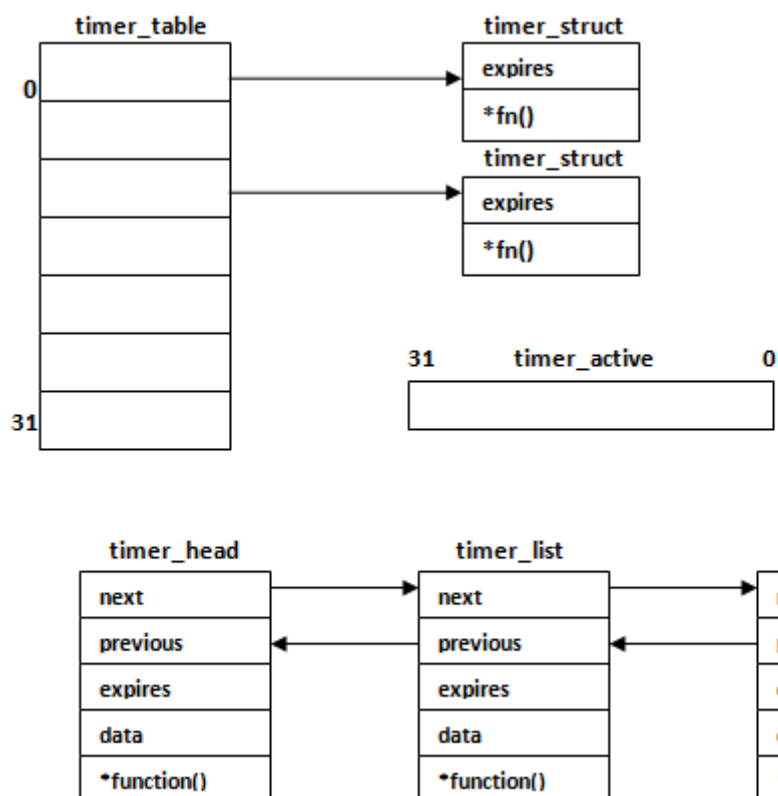 timer_table
0
31
timer_struct
expires
*fn()
timer_struct
expires
*fn()
31 timer_active 0
timer_head
next
previous
expires
data
*function()
timer_list
next
previous
expires
data
*function()